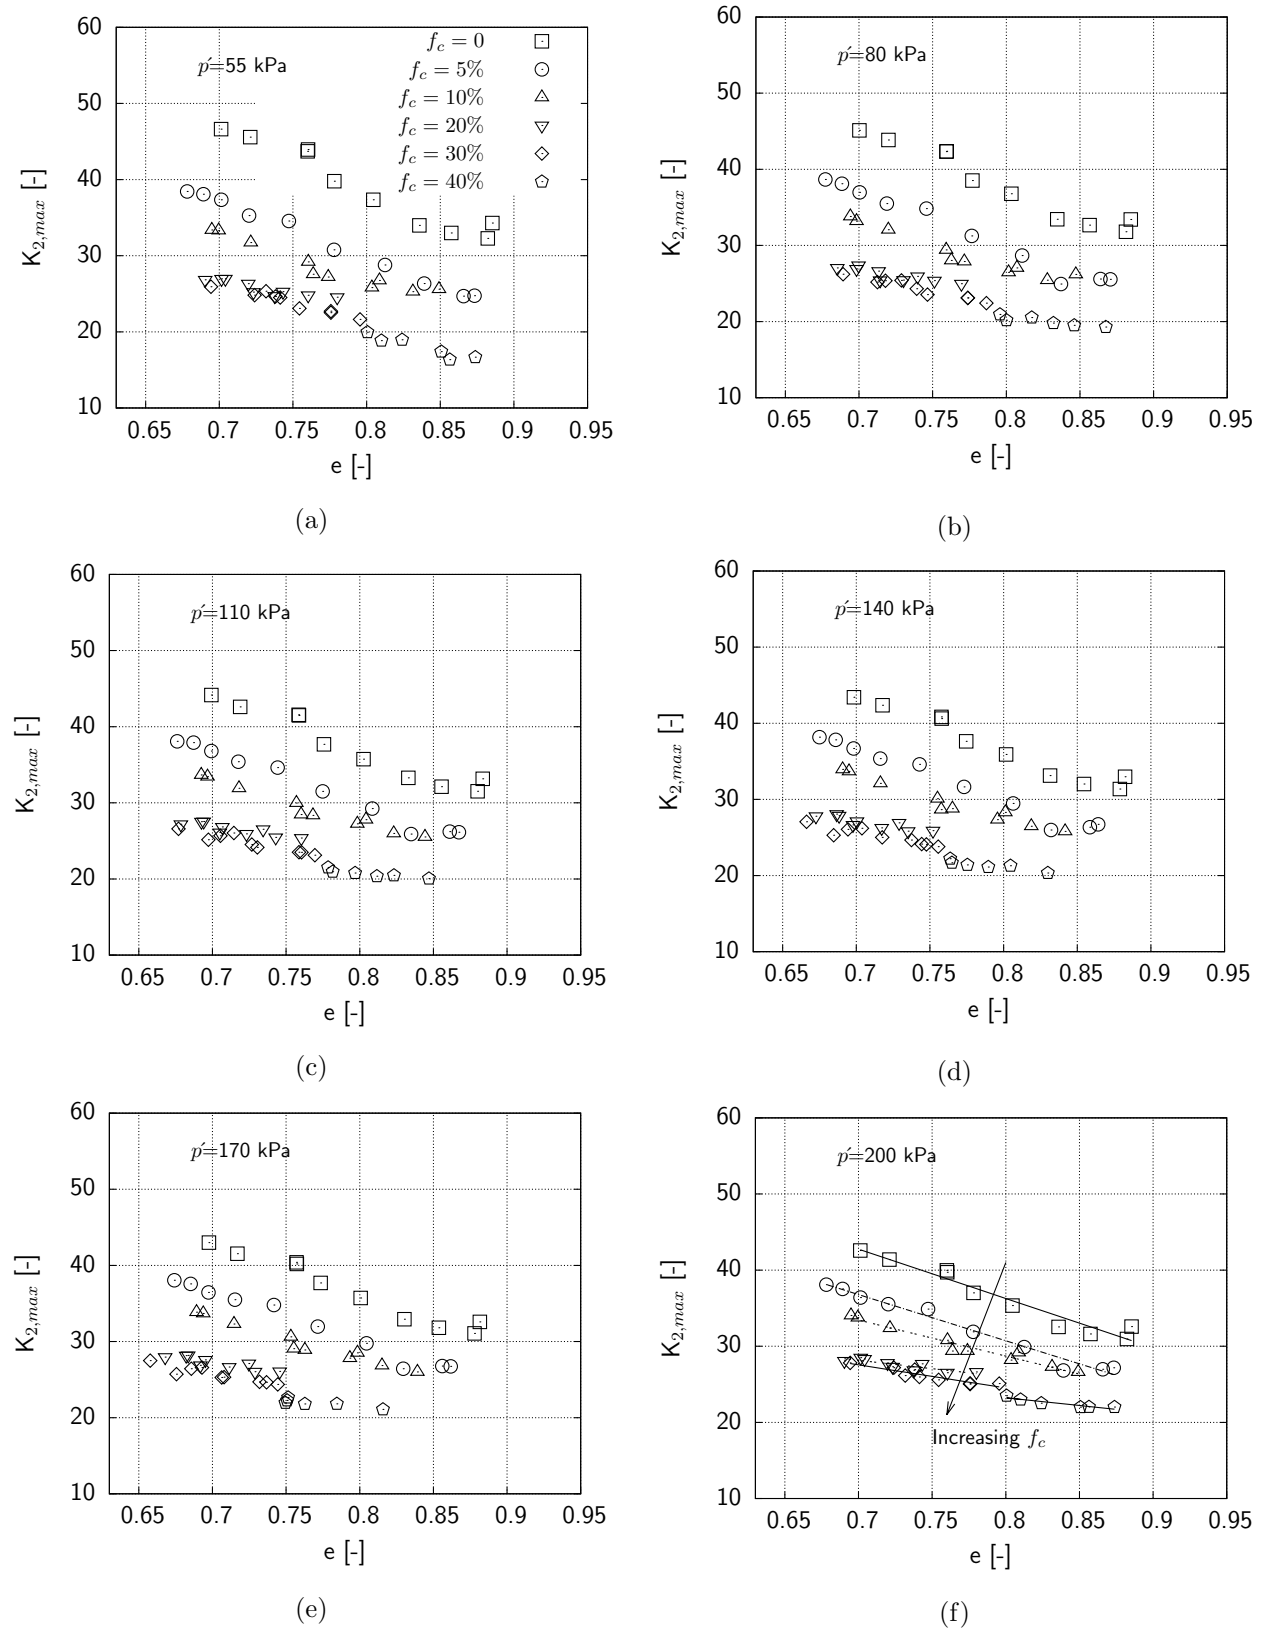 60
50
40
30
20
10
K2,max [-]
p′=55 kPa
fc = 0
fc = 5%
fc = 10%
fc = 20%
fc = 30%
fc = 40%
0.65 0.7 0.75 0.8 0.85 0.9 0.95
e [-]
(a)
60
50
40
30
20
10
K2,max [-]
p′=80 kPa
0.65 0.7 0.75 0.8 0.85 0.9 0.95
e [-]
(b)
60
50
40
30
20
10
K2,max [-]
p′=110 kPa
0.65 0.7 0.75 0.8 0.85 0.9 0.95
e [-]
(c)
60
50
40
30
20
10
K2,max [-]
p′=140 kPa
0.65 0.7 0.75 0.8 0.85 0.9 0.95
e [-]
(d)
60
50
40
30
20
10
K2,max [-]
p′=170 kPa
0.65 0.7 0.75 0.8 0.85 0.9 0.95
e [-]
(e)
60
50
40
30
20
10
K2,max [-]
p′=200 kPa
Increasing fc
0.65 0.7 0.75 0.8 0.85 0.9 0.95
e [-]
(f)